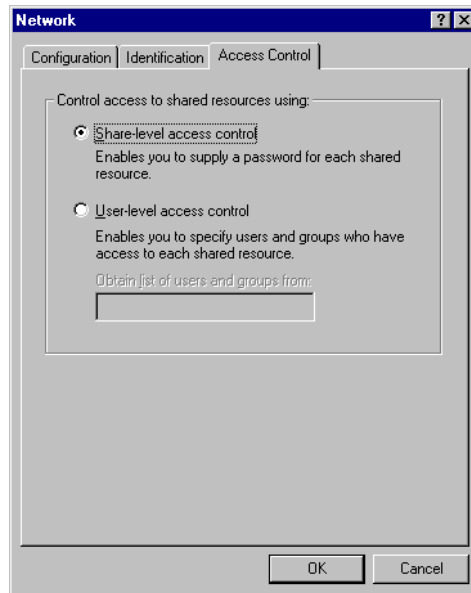 Network
Configuration Identification Access Control
Control access to shared resources using:
Share-level access control
Enables you to supply a password for each shared
resource.
User-level access control
Enables you to specify users and groups who have
access to each shared resource.
Obtain list of users and groups from:
OK Cancel